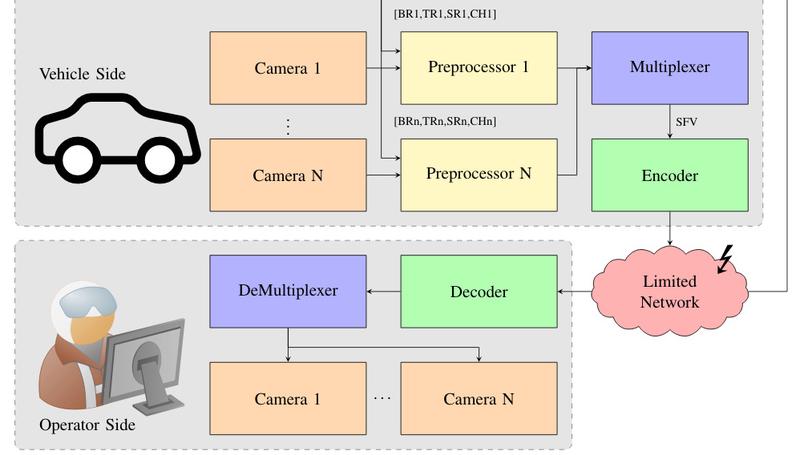 [BR1,TR1,SR1,CH1]
Vehicle Side
Camera 1
Preprocessor 1
Multiplexer
[BRn,TRn,SRn,CHn]
SFV
Camera N
Preprocessor N
Encoder
DeMultiplexer
Decoder
Limited
Network
Camera 1
...
Camera N
Operator Side